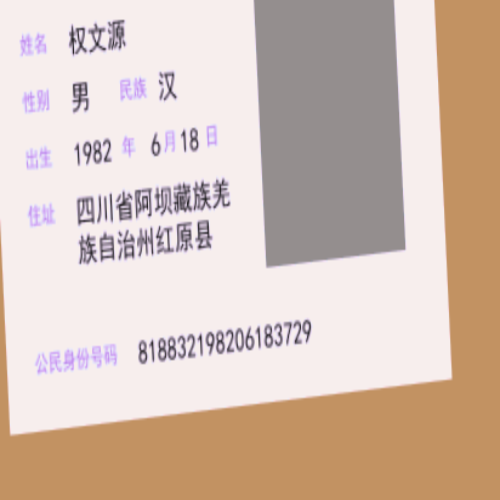 姓名 权文源
性别 男 民族 汉
出生 1982 年 6 月 18 日
住址 四川省阿坝藏族羌
族自治州红原县
公民身份号码 818832198206183729